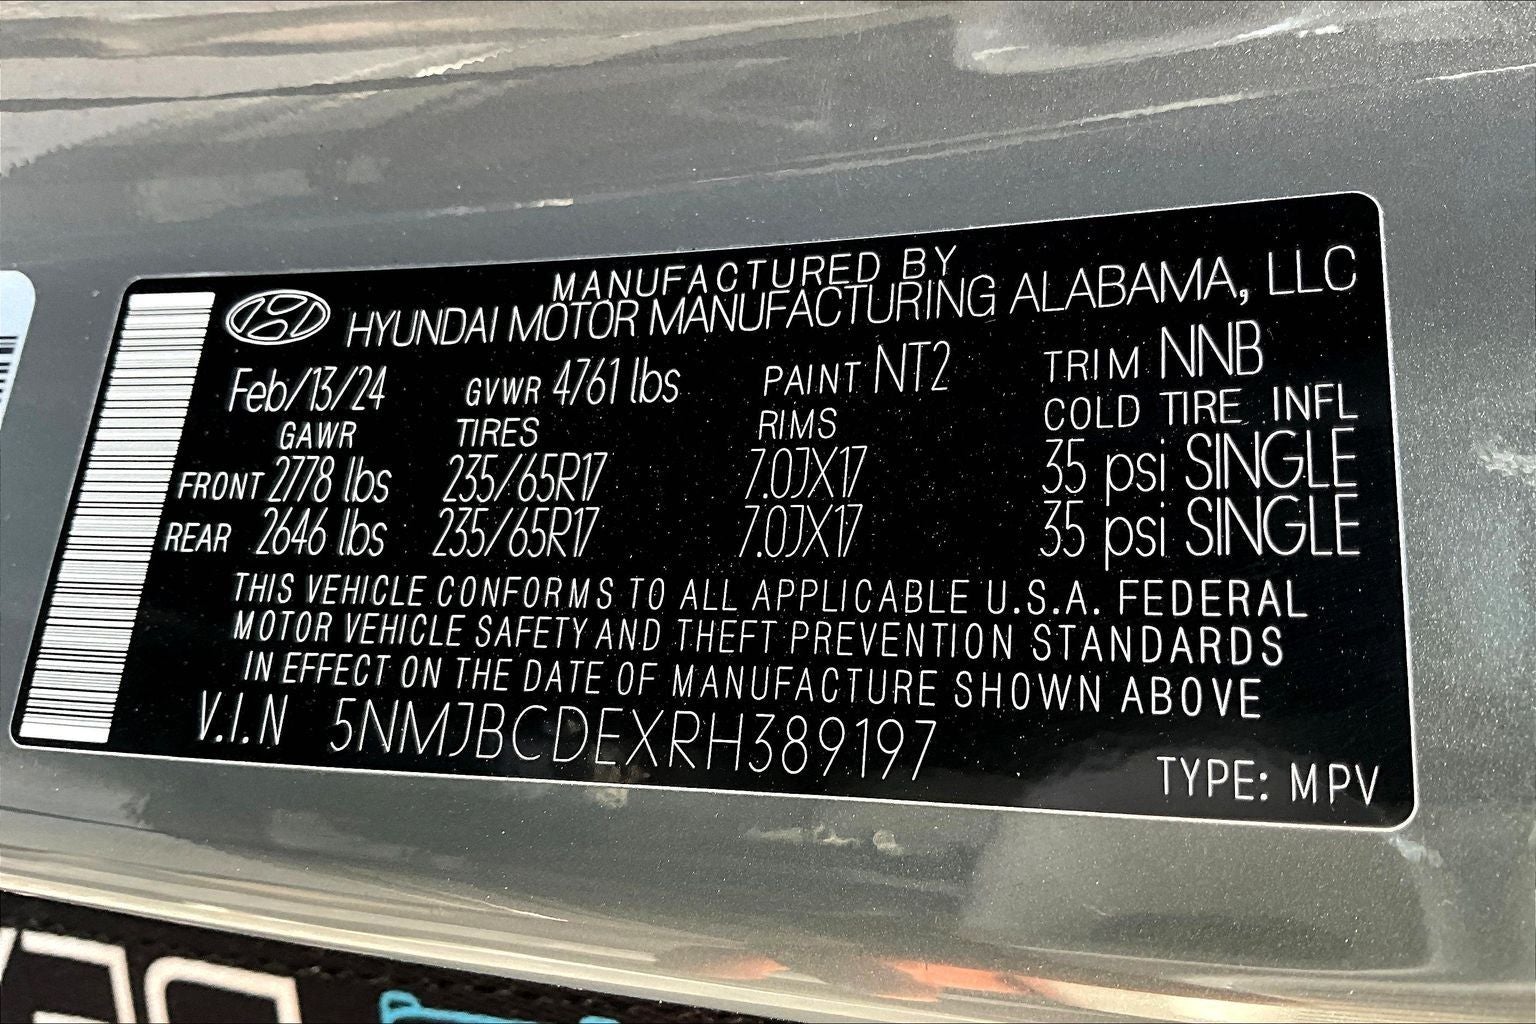 MANUFACTURED BY
HYUNDAI MOTOR MANUFACTURING ALABAMA, LLC
Feb/13/24 GVWR 4761 lbs PAINT NT2 TRIM NNB
GAWR TIRES RIMS COLD TIRE INFL
FRONT 2778 lbs 235/65R17 7.0JX17 35 psi SINGLE
REAR 2646 lbs 235/65R17 7.0JX17 35 psi SINGLE
THIS VEHICLE CONFORMS TO ALL APPLICABLE U.S.A. FEDERAL
MOTOR VEHICLE SAFETY AND THEFT PREVENTION STANDARDS
IN EFFECT ON THE DATE OF MANUFACTURE SHOWN ABOVE
V.I.N 5NMJBCDEXRH389197
TYPE: MPV